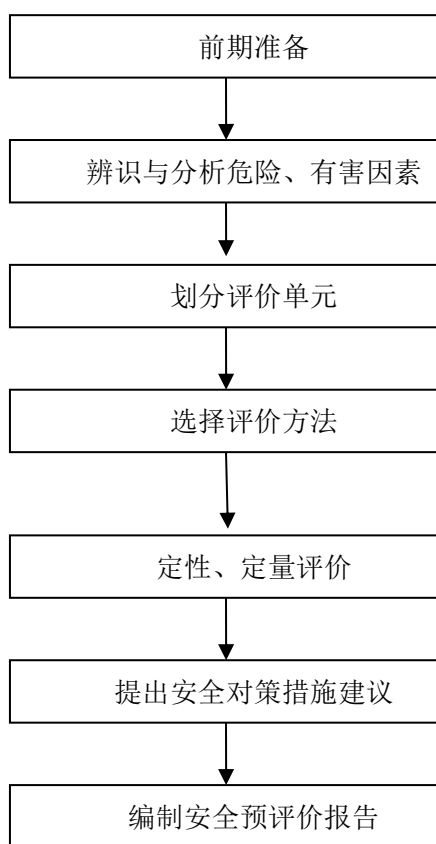 前期准备
辨识与分析危险、有害因素
划分评价单元
选择评价方法
定性、定量评价
提出安全对策措施建议
编制安全预评价报告